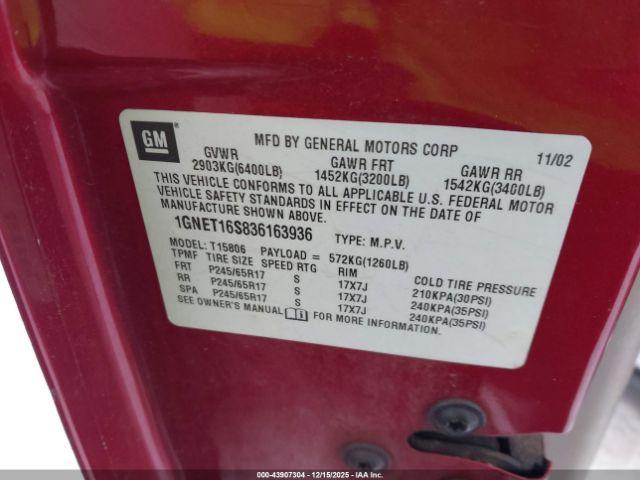 GM
MFD BY GENERAL MOTORS CORP 11/02
GVWR GAWR FRT GAWR RR
2903KG(6400LB) 1452KG(3200LB) 1542KG(3400LB)
THIS VEHICLE CONFORMS TO ALL APPLICABLE U.S. FEDERAL MOTOR
VEHICLE SAFETY STANDARDS IN EFFECT ON THE DATE OF
MANUFACTURE SHOWN ABOVE.
1GNET16S836163936 TYPE: M.P.V.
MODEL: T15806 PAYLOAD = 572KG(1260LB)
TPMF TIRE SIZE SPEED RTG RIM COLD TIRE PRESSURE
FRT P245/65R17 S 17X7J 210KPA(30PSI)
RR P245/65R17 S 17X7J 240KPA(35PSI)
SPA P245/65R17 S 17X7J 240KPA(35PSI)
SEE OWNER'S MANUAL FOR MORE INFORMATION.
000-43907304 - 12/15/2025 - IAA Inc.